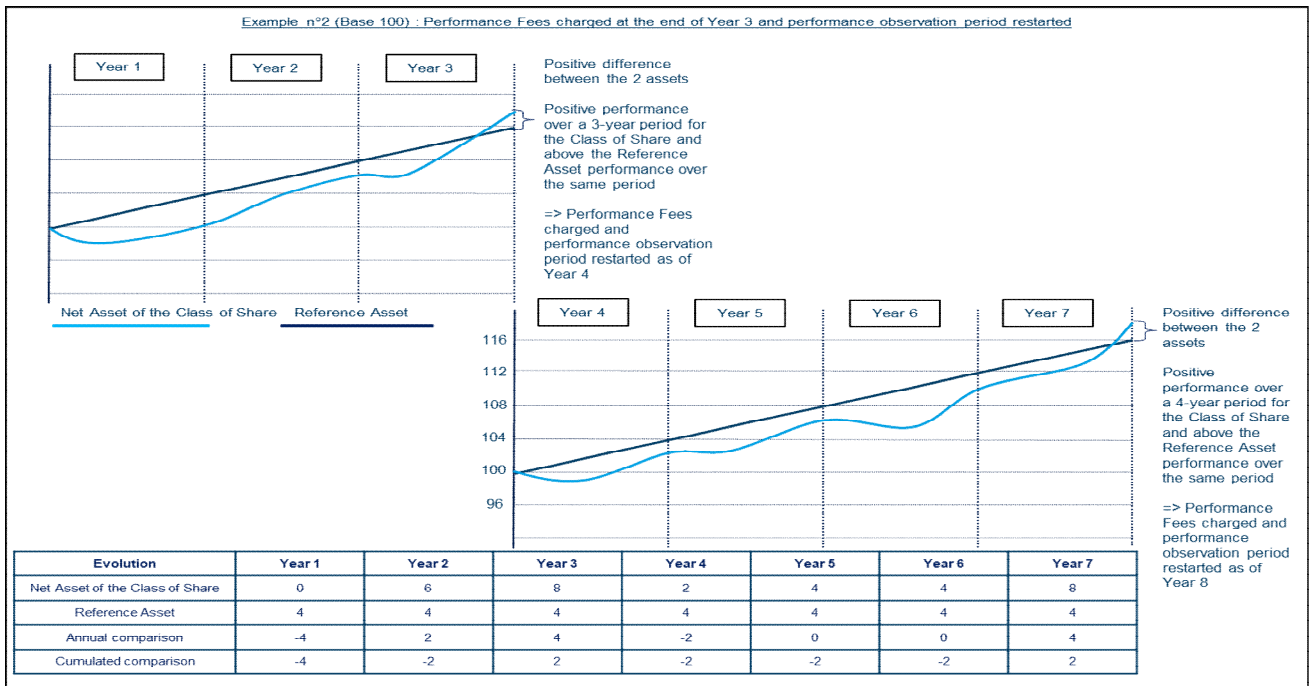 Example n°2 (Base 100) : Performance Fees charged at the end of Year 3 and performance observation period restarted
Year 1
Year 2
Year 3
Positive difference
between the 2 assets
Positive performance
over a 3-year period for
the Class of Share and
above the Reference
Asset performance over
the same period
=> Performance Fees
charged and
performance observation
period restarted as of
Year 4
Net Asset of the Class of Share
Reference Asset
Year 4
Year 5
Year 6
Year 7
116
112
108
104
100
96
Positive difference
between the 2
assets
Positive
performance over
a 4-year period for
the Class of Share
and above the
Reference Asset
performance over
the same period
=> Performance
Fees charged and
performance
observation period
restarted as of
Year 8
Evolution Year 1 Year 2 Year 3 Year 4 Year 5 Year 6 Year 7
Net Asset of the Class of Share 0 6 8 2 4 4 8
Reference Asset 4 4 4 4 4 4 4
Annual comparison -4 2 4 -2 0 0 4
Cumulated comparison -4 -2 2 -2 -2 -2 2